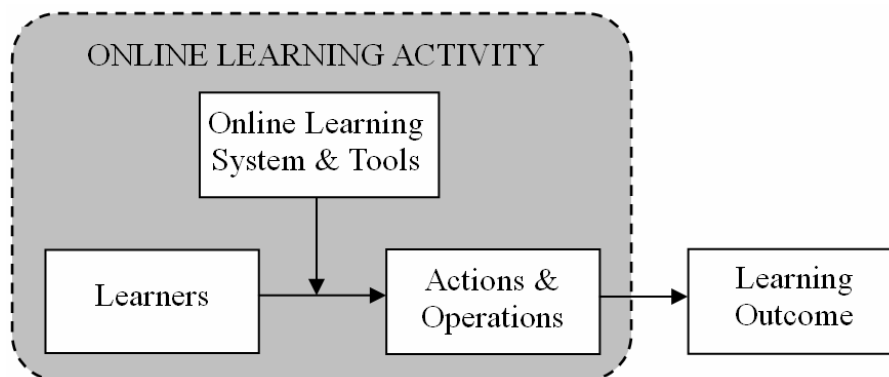 ONLINE LEARNING ACTIVITY
Online Learning
System & Tools
Learners
Actions &
Operations
Learning
Outcome